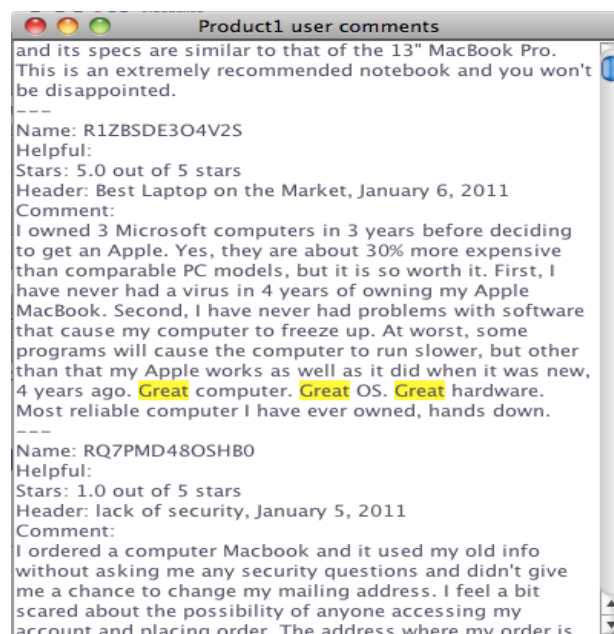 Product1 user comments
and its specs are similar to that of the 13" MacBook Pro.
This is an extremely recommended notebook and you won't
be disappointed.
---
Name: R1ZBSDE3O4V2S
Helpful:
Stars: 5.0 out of 5 stars
Header: Best Laptop on the Market, January 6, 2011
Comment:
I owned 3 Microsoft computers in 3 years before deciding
to get an Apple. Yes, they are about 30% more expensive
than comparable PC models, but it is so worth it. First, I
have never had a virus in 4 years of owning my Apple
MacBook. Second, I have never had problems with software
that cause my computer to freeze up. At worst, some
programs will cause the computer to run slower, but other
than that my Apple works as well as it did when it was new,
4 years ago. Great computer. Great OS. Great hardware.
Most reliable computer I have ever owned, hands down.
---
Name: RQ7PMD48OSHB0
Helpful:
Stars: 1.0 out of 5 stars
Header: lack of security, January 5, 2011
Comment:
I ordered a computer Macbook and it used my old info
without asking me any security questions and didn't give
me a chance to change my mailing address. I feel a bit
scared about the possibility of anyone accessing my
account and placing order. The address where my order is